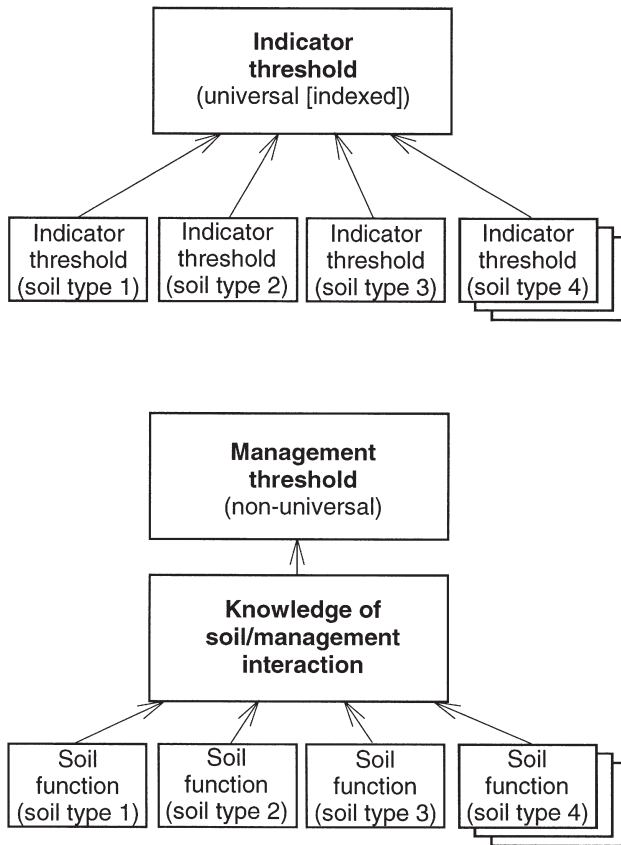 Indicator
threshold
(universal [indexed])
Indicator
threshold
(soil type 1)
Indicator
threshold
(soil type 2)
Indicator
threshold
(soil type 3)
Indicator
threshold
(soil type 4)
Management
threshold
(non-universal)
Knowledge of
soil/management
interaction
Soil
function
(soil type 1)
Soil
function
(soil type 2)
Soil
function
(soil type 3)
Soil
function
(soil type 4)